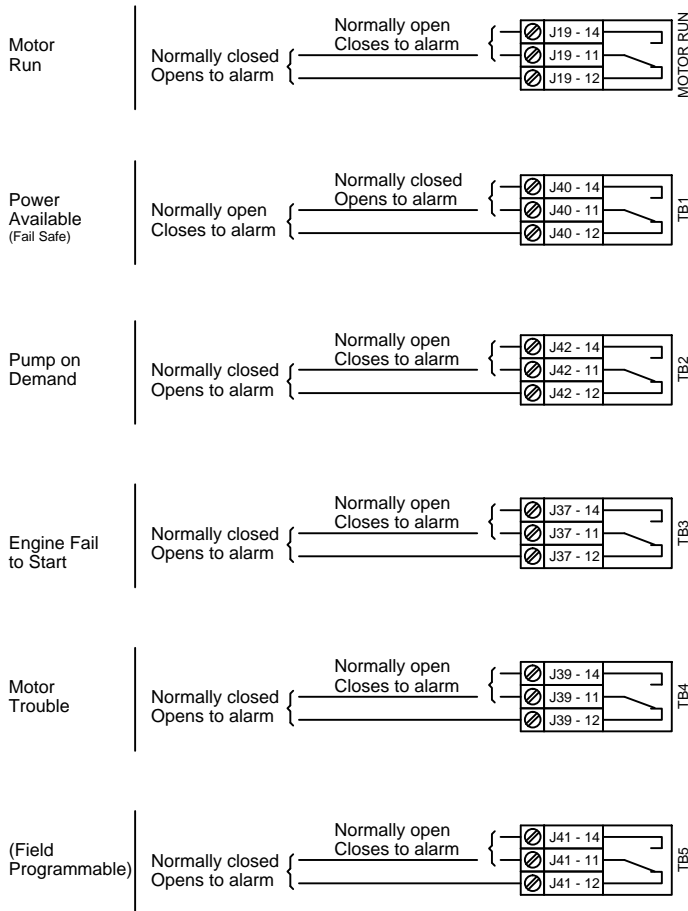 Motor
Run
Normally closed
Opens to alarm
Normally open
Closes to alarm
J19 - 14
J19 - 11
J19 - 12
MOTOR RUN
Power
Available
(Fail Safe)
Normally open
Closes to alarm
Normally closed
Opens to alarm
J40 - 14
J40 - 11
J40 - 12
TB1
Pump on
Demand
Normally closed
Opens to alarm
Normally open
Closes to alarm
J42 - 14
J42 - 11
J42 - 12
TB2
Engine Fail
to Start
Normally closed
Opens to alarm
Normally open
Closes to alarm
J37 - 14
J37 - 11
J37 - 12
TB3
Motor
Trouble
Normally closed
Opens to alarm
Normally open
Closes to alarm
J39 - 14
J39 - 11
J39 - 12
TB4
(Field
Programmable)
Normally closed
Opens to alarm
Normally open
Closes to alarm
J41 - 14
J41 - 11
J41 - 12
TB5